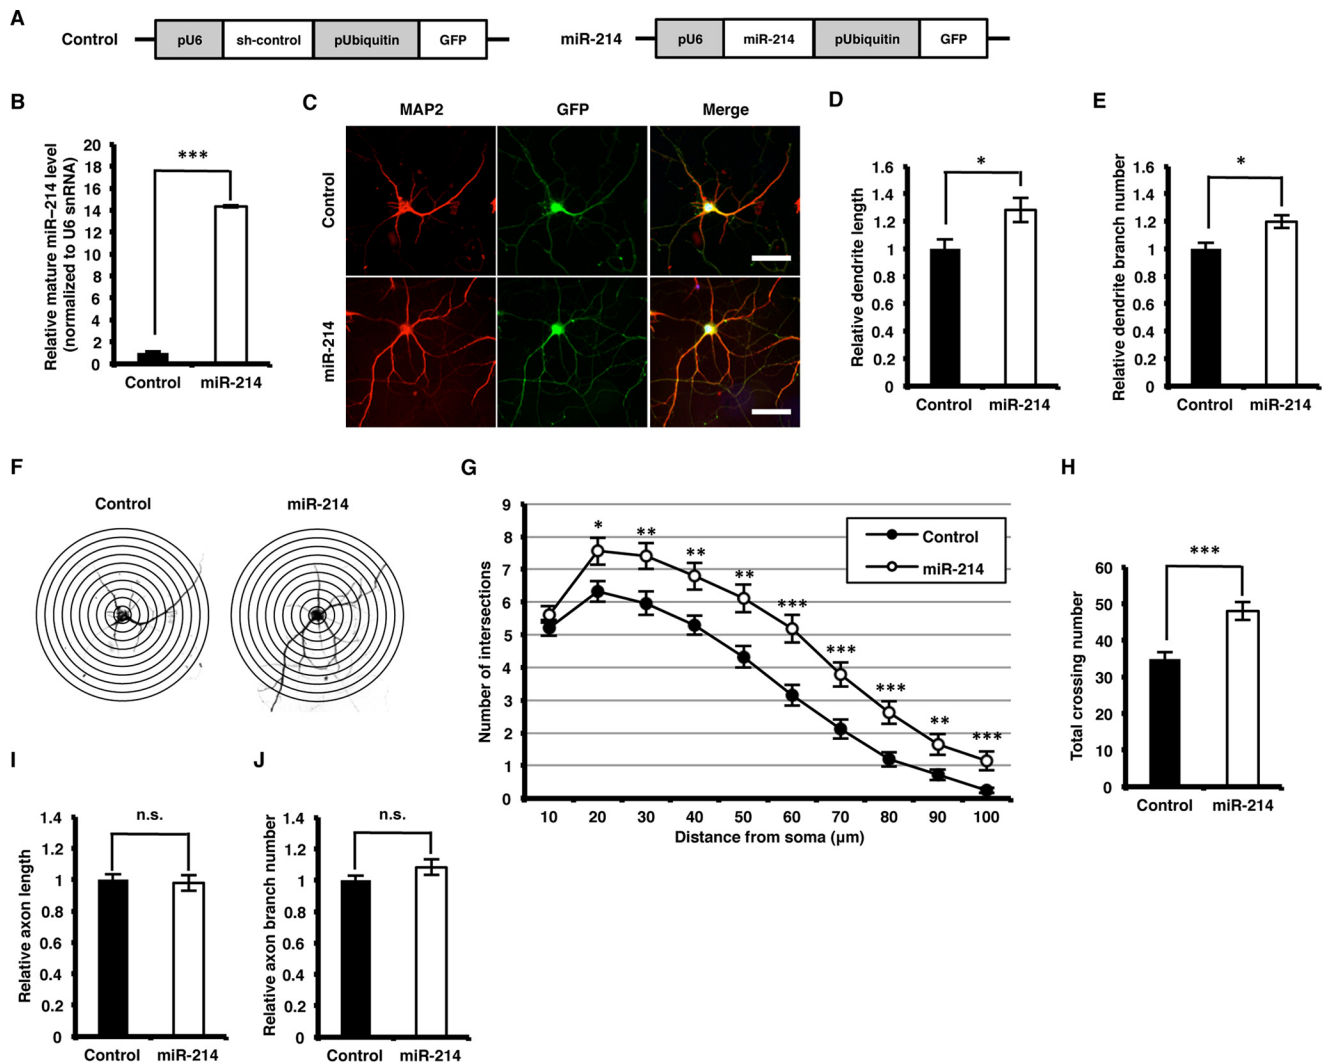 A
Control pU6 sh-control pUbiquitin GFP
miR-214 pU6 miR-214 pUbiquitin GFP
B
Relative mature miR-214 level
(normalized to U6 snRNA)
20
18
16
14
12
10
8
6
4
2
0
***
Control miR-214
C
MAP2 GFP Merge
Control
miR-214
D
Relative dendrite length
1.6
1.4
1.2
1
0.8
0.6
0.4
0.2
0
*
Control miR-214
E
Relative dendrite branch number
1.6
1.4
1.2
1
0.8
0.6
0.4
0.2
0
*
Control miR-214
F
Control miR-214
G
Number of intersections
9
8
7
6
5
4
3
2
1
0
* ** ** ** *** *** *** ** ***
Control
miR-214
10 20 30 40 50 60 70 80 90 100
Distance from soma (µm)
H
Total crossing number
60
50
40
30
20
10
0
***
Control miR-214
I
Relative axon length
1.4
1.2
1
0.8
0.6
0.4
0.2
0
n.s.
Control miR-214
J
Relative axon branch number
1.4
1.2
1
0.8
0.6
0.4
0.2
0
n.s.
Control miR-214